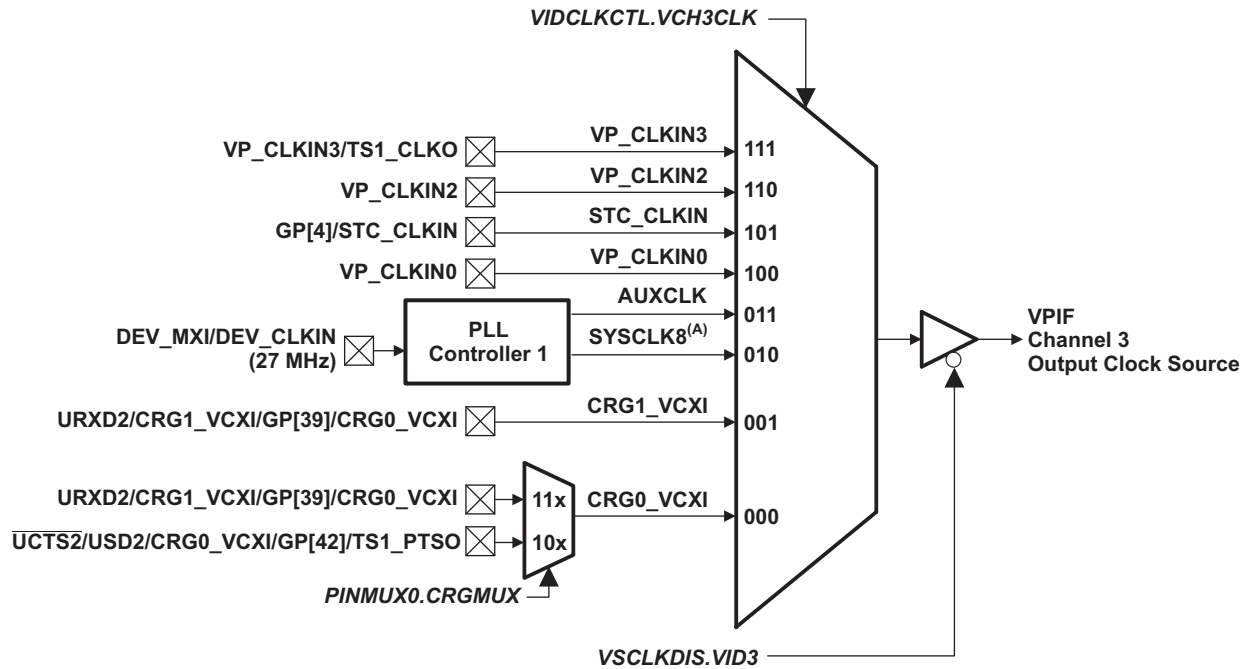 VIDCLKCTL.VCH3CLK
VP_CLKIN3/TS1_CLKO
VP_CLKIN3
111
VP_CLKIN2
VP_CLKIN2
110
GP[4]/STC_CLKIN
STC_CLKIN
101
VP_CLKIN0
VP_CLKIN0
100
AUXCLK
011
DEV_MXI/DEV_CLKIN
(27 MHz)
PLL
Controller 1
SYSCLK8(A)
010
VPIF
Channel 3
Output Clock Source
URXD2/CRG1_VCXI/GP[39]/CRG0_VCXI
CRG1_VCXI
001
URXD2/CRG1_VCXI/GP[39]/CRG0_VCXI
11x
CRG0_VCXI
000
UCTS2/USD2/CRG0_VCXI/GP[42]/TS1_PTSO
10x
PINMUX0.CRGMUX
VSCLKDIS.VID3